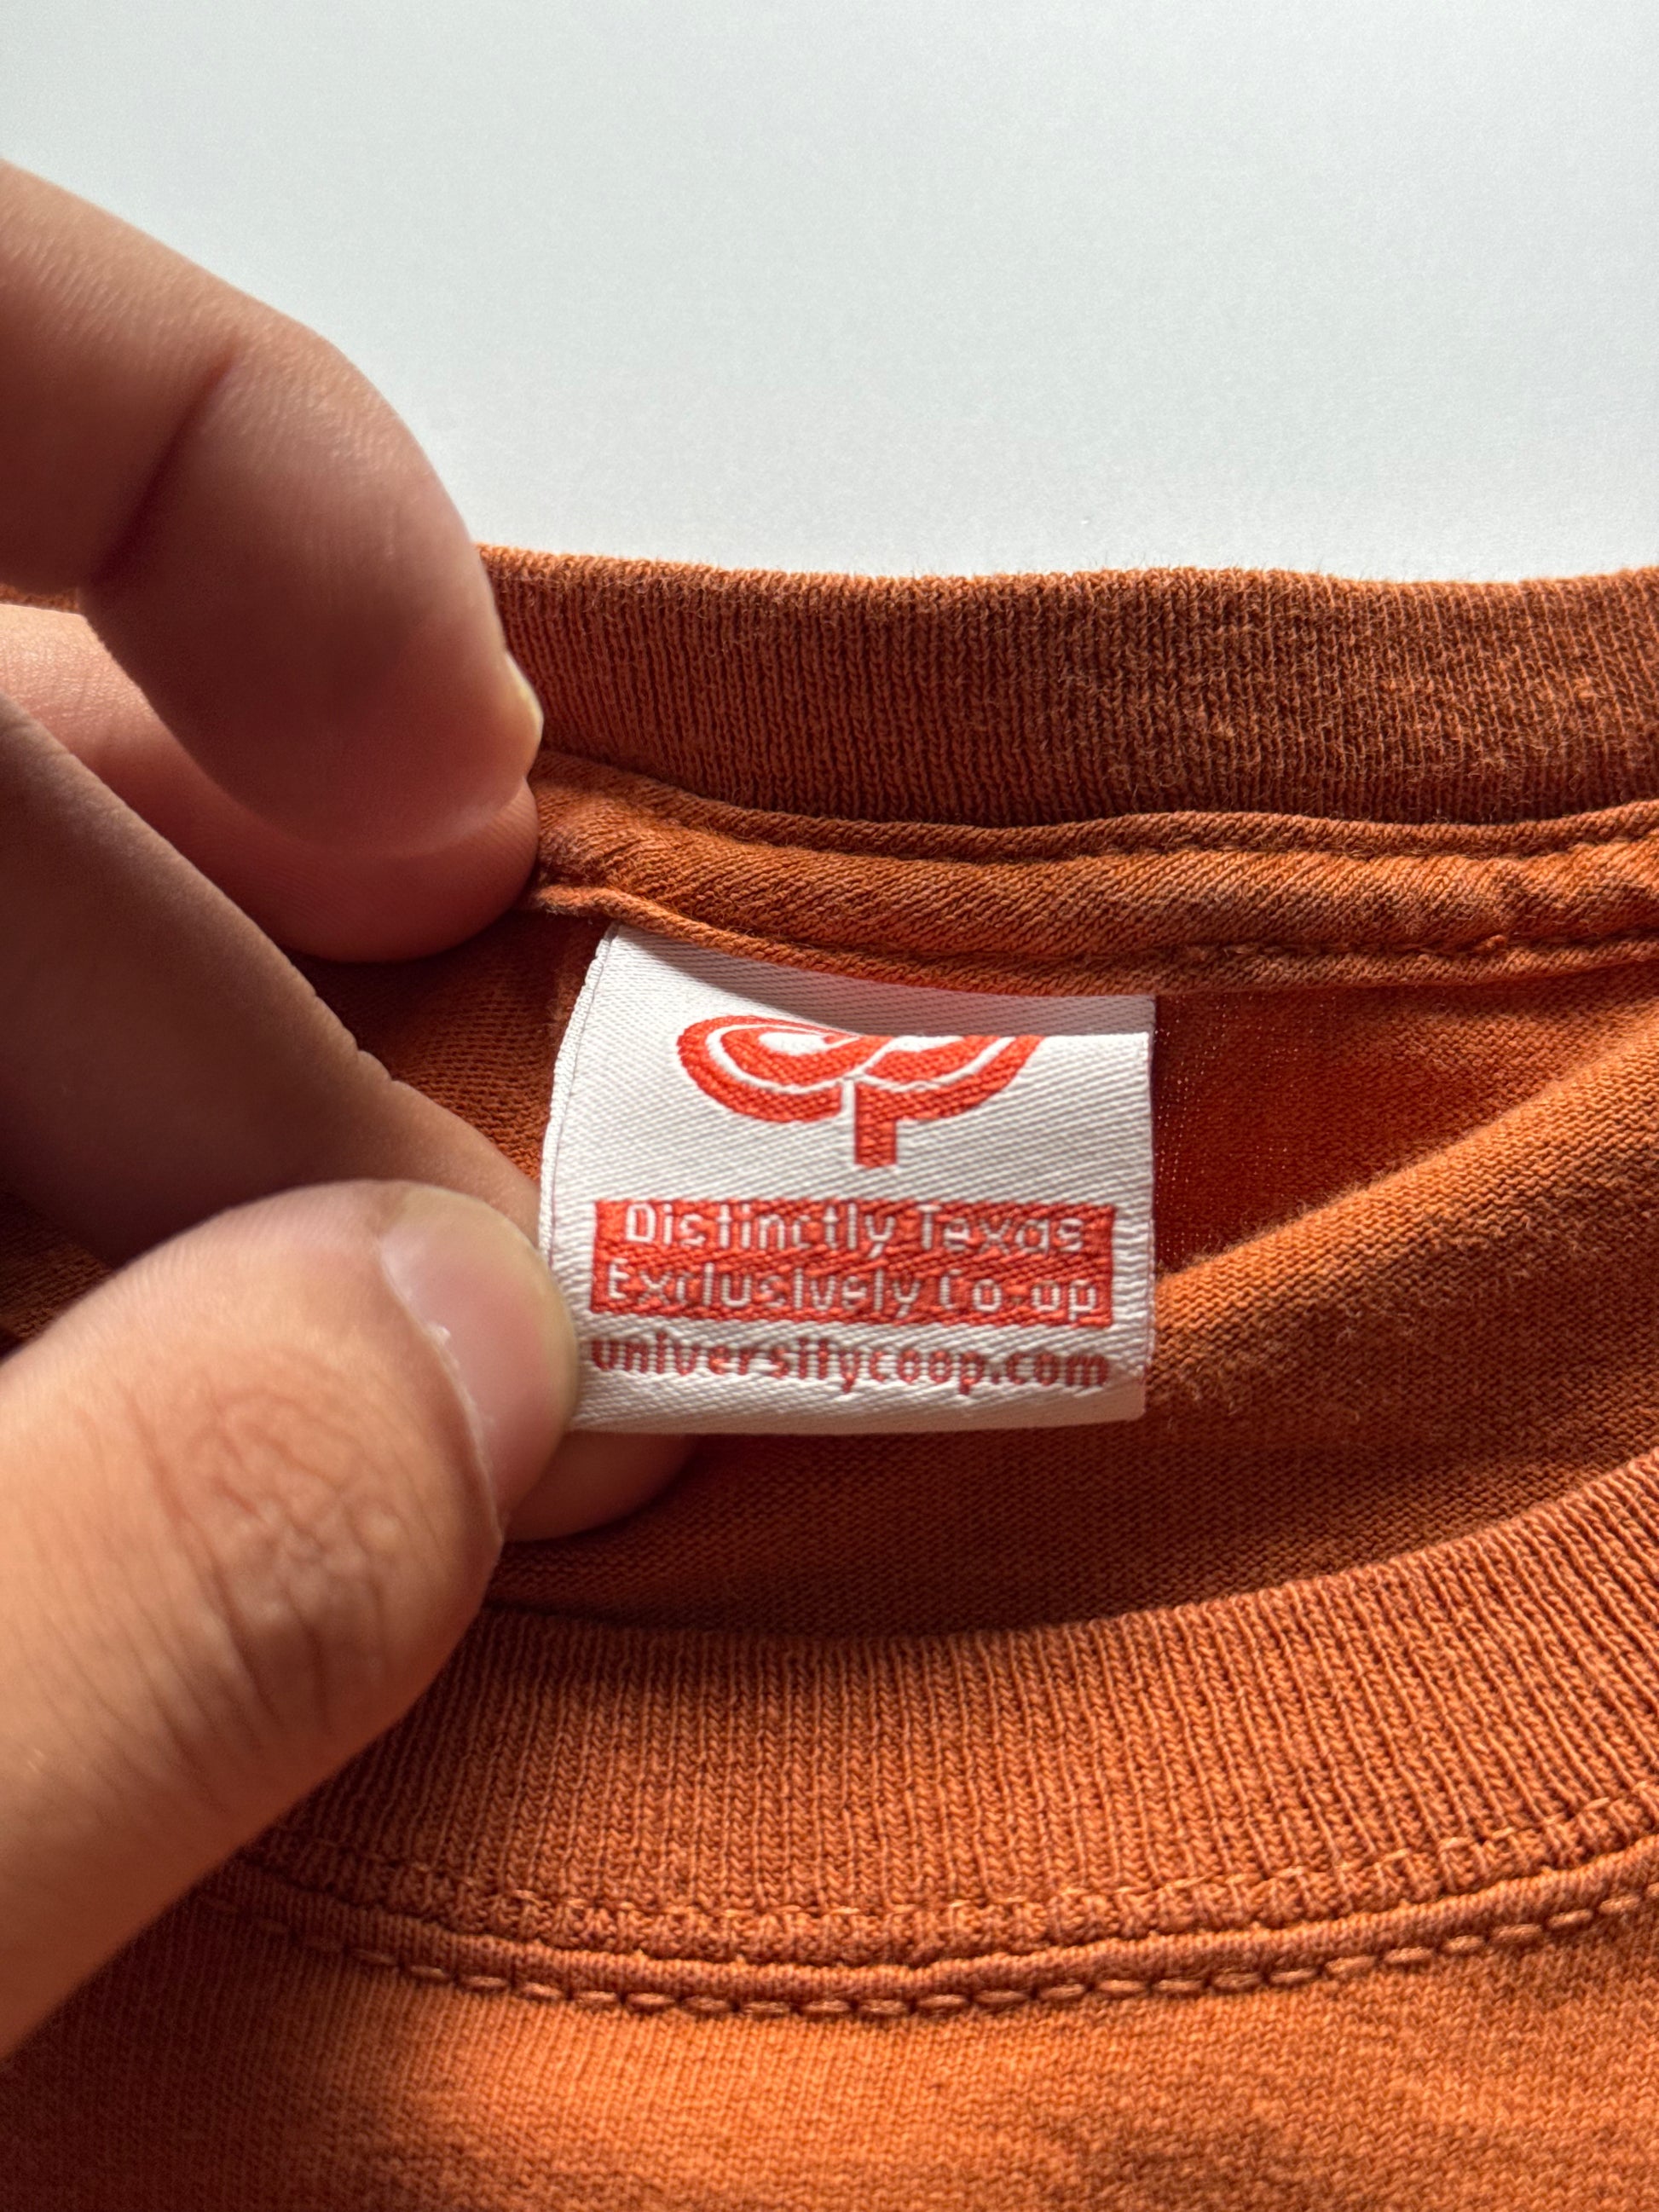 Distinctly Texas
Exclusively Co-op
universitycoop.com